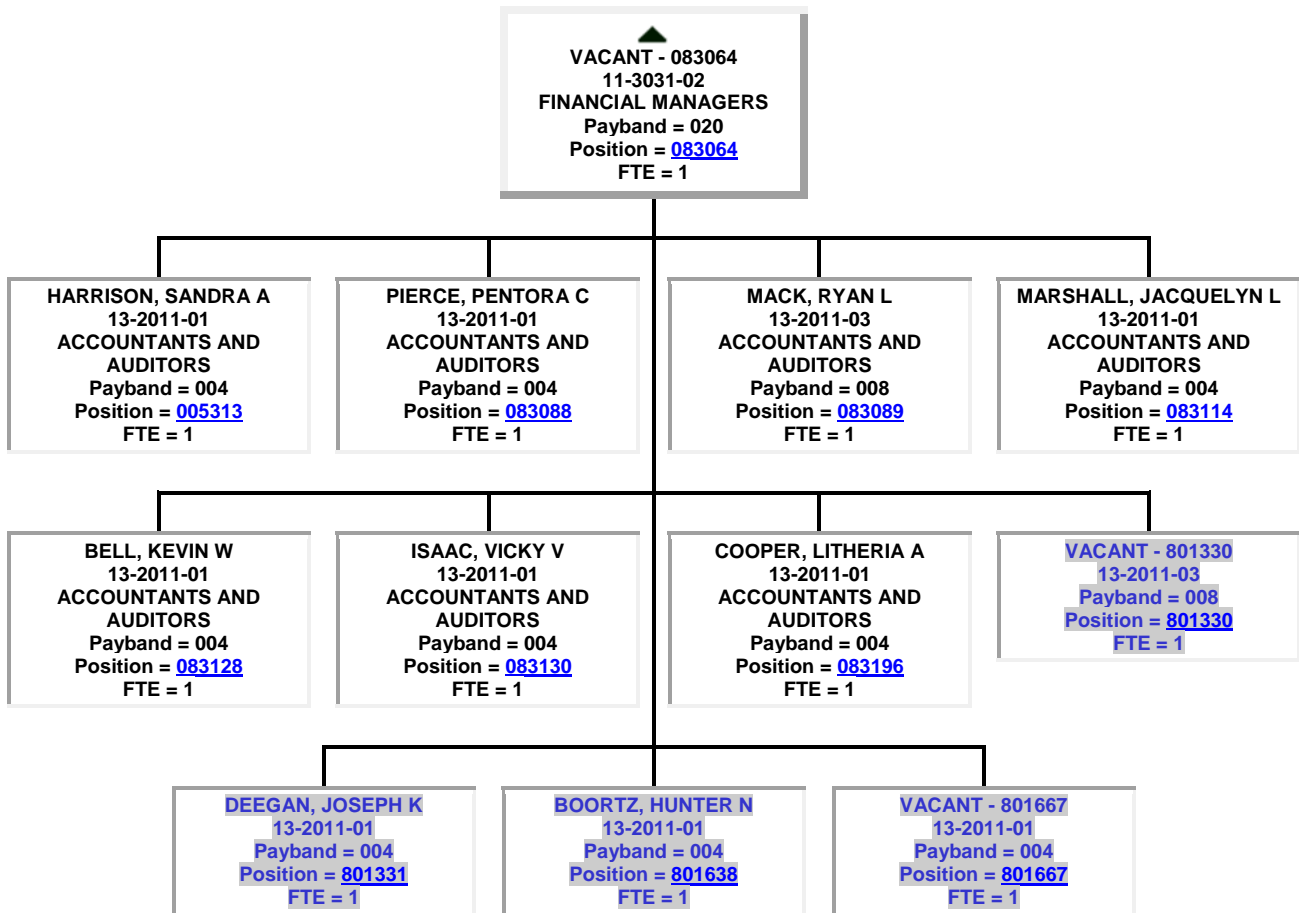 VACANT - 083064
11-3031-02
FINANCIAL MANAGERS
Payband = 020
Position = 083064
FTE = 1
HARRISON, SANDRA A
13-2011-01
ACCOUNTANTS AND
AUDITORS
Payband = 004
Position = 005313
FTE = 1
PIERCE, PENTORA C
13-2011-01
ACCOUNTANTS AND
AUDITORS
Payband = 004
Position = 083088
FTE = 1
MACK, RYAN L
13-2011-03
ACCOUNTANTS AND
AUDITORS
Payband = 008
Position = 083089
FTE = 1
MARSHALL, JACQUELYN L
13-2011-01
ACCOUNTANTS AND
AUDITORS
Payband = 004
Position = 083114
FTE = 1
BELL, KEVIN W
13-2011-01
ACCOUNTANTS AND
AUDITORS
Payband = 004
Position = 083128
FTE = 1
ISAAC, VICKY V
13-2011-01
ACCOUNTANTS AND
AUDITORS
Payband = 004
Position = 083130
FTE = 1
COOPER, LITHERIA A
13-2011-01
ACCOUNTANTS AND
AUDITORS
Payband = 004
Position = 083196
FTE = 1
VACANT - 801330
13-2011-03
Payband = 008
Position = 801330
FTE = 1
DEEGAN, JOSEPH K
13-2011-01
Payband = 004
Position = 801331
FTE = 1
BOORTZ, HUNTER N
13-2011-01
Payband = 004
Position = 801638
FTE = 1
VACANT - 801667
13-2011-01
Payband = 004
Position = 801667
FTE = 1